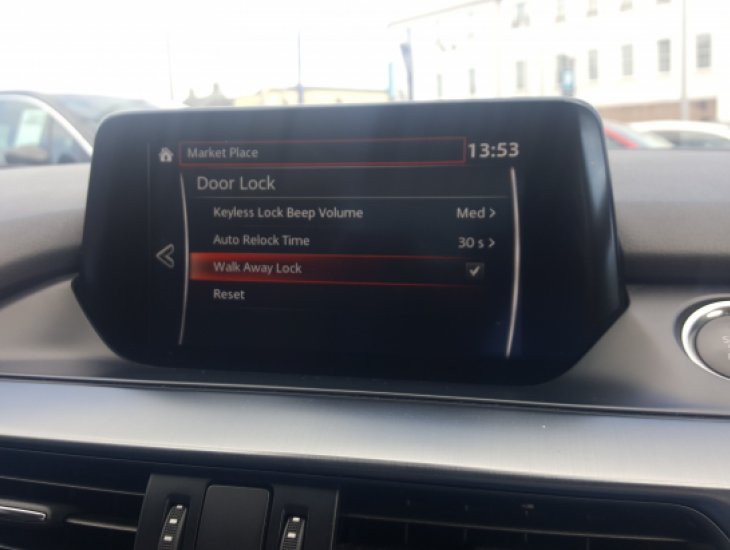 Market Place
13:53
Door Lock
Keyless Lock Beep Volume Med >
Auto Relock Time 30 s >
Walk Away Lock
Reset